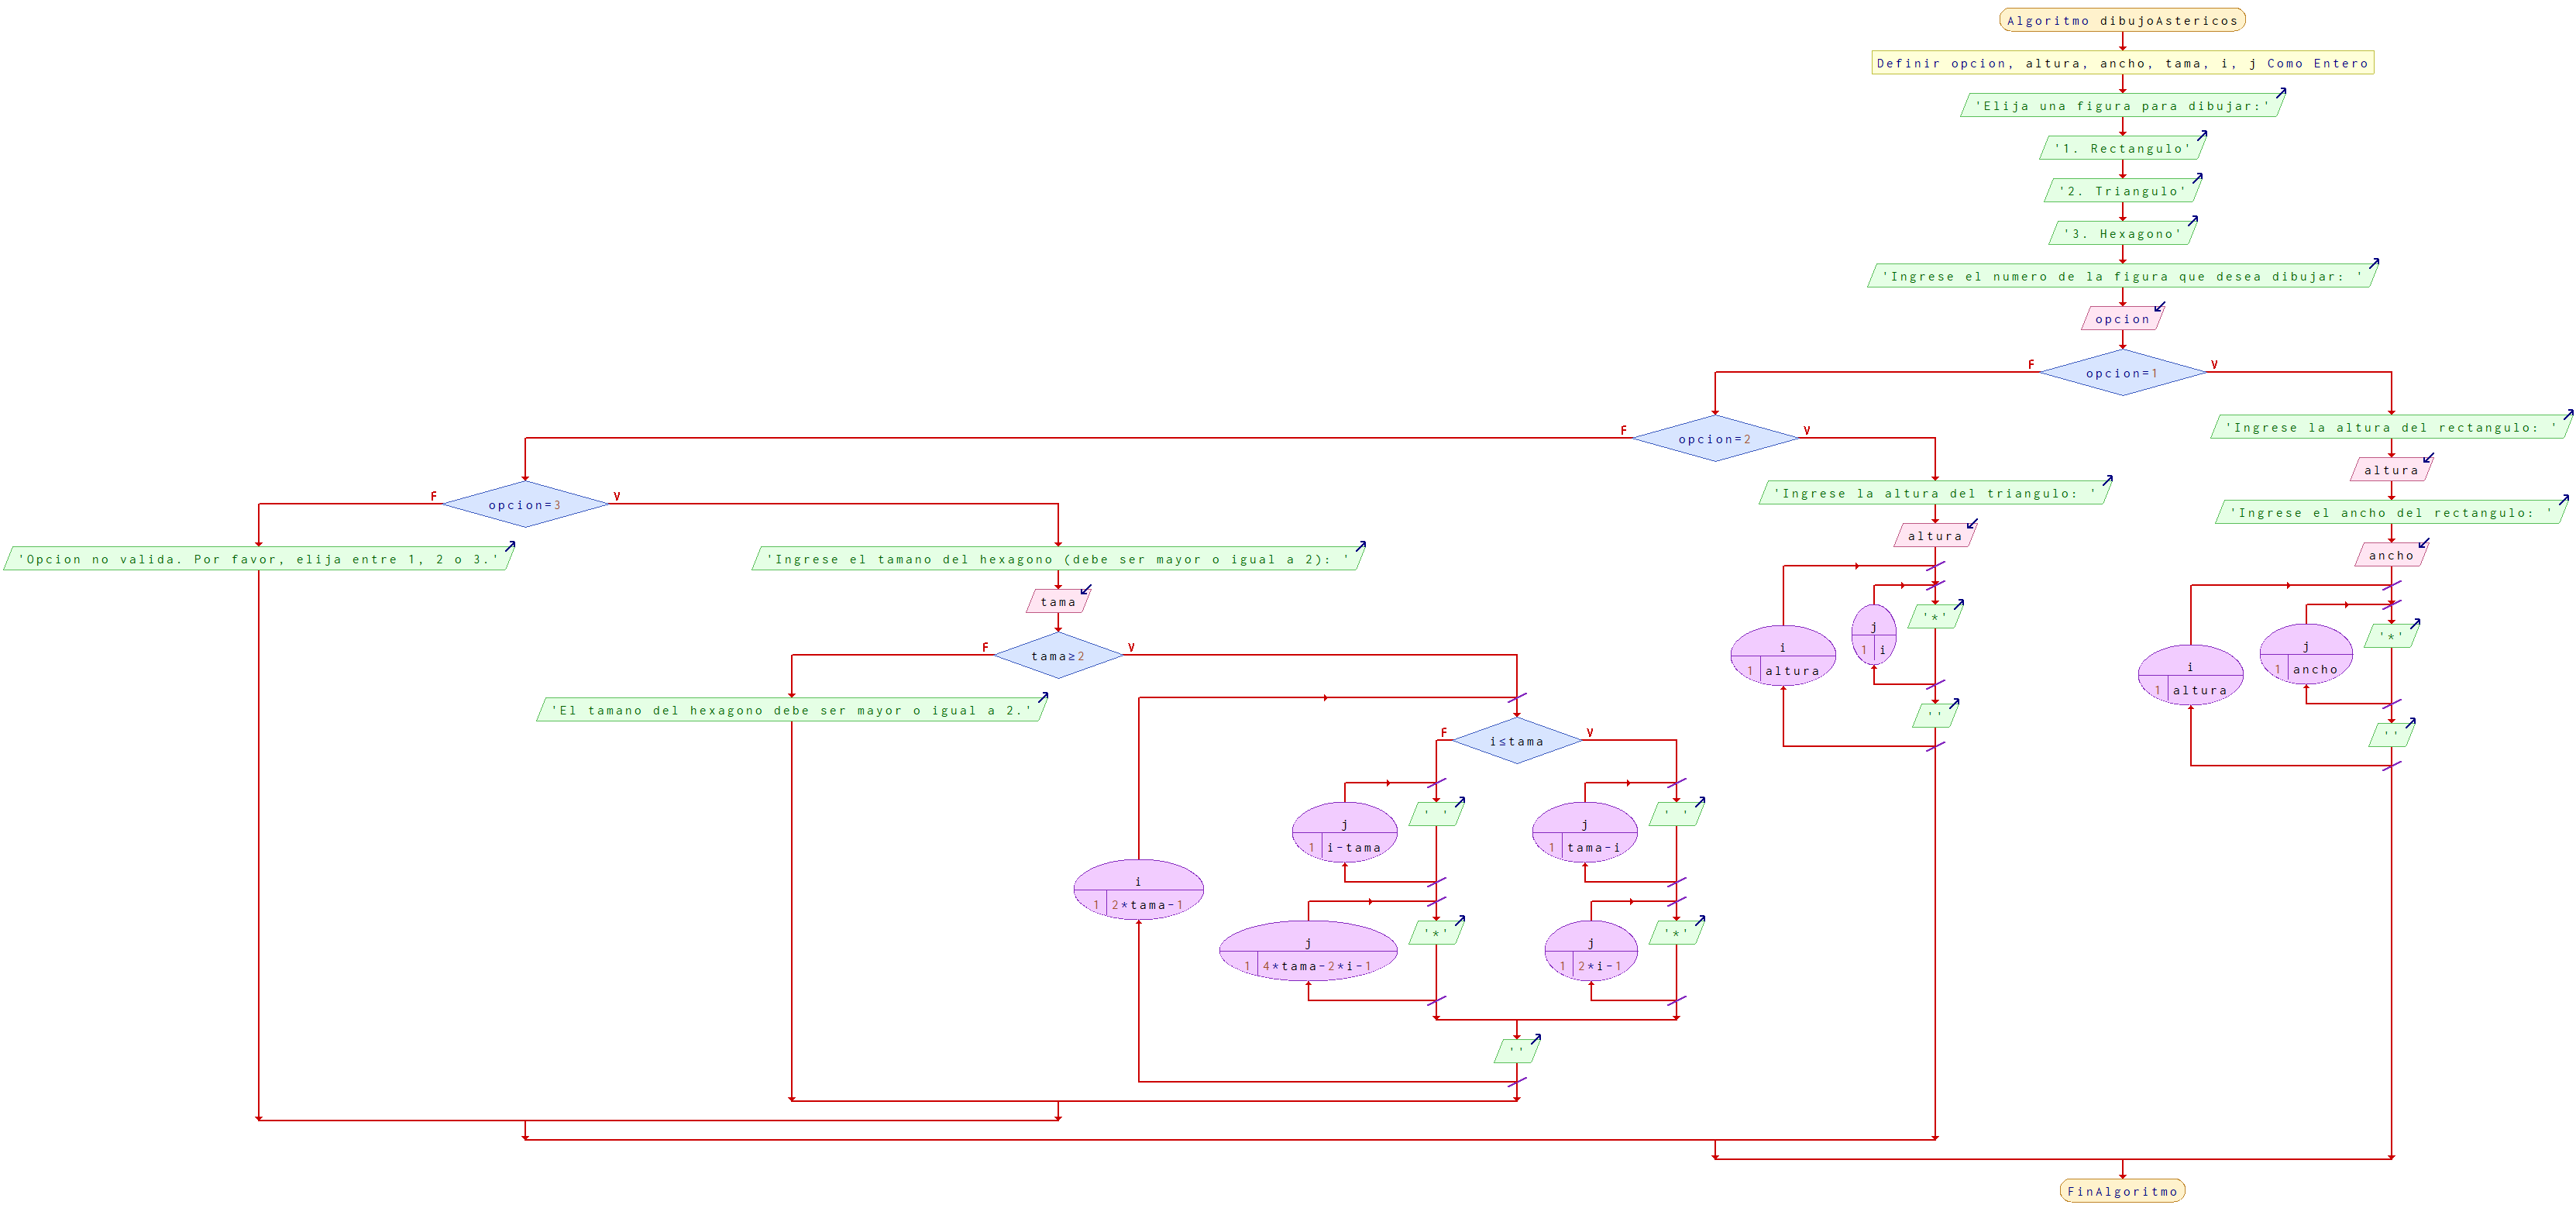 Algoritmo dibujoAstericos
Definir opcion, altura, ancho, tama, i, j Como Entero
'Elija una figura para dibujar:'
'1. Rectangulo'
'2. Triangulo'
'3. Hexagono'
'Ingrese el numero de la figura que desea dibujar: '
opcion
opcion=1
F
V
opcion=2
F
V
opcion=3
F
V
'Opcion no valida. Por favor, elija entre 1, 2 o 3.'
'Ingrese el tamano del hexagono (debe ser mayor o igual a 2): '
tama
tama≥2
F
V
'El tamano del hexagono debe ser mayor o igual a 2.'
i
1 2*tama-1
i≤tama
F
V
j
1 i-tama
' '
j
1 4*tama-2*i-1
'*'
j
1 tama-i
' '
j
1 2*i-1
'*'
''
'Ingrese la altura del triangulo: '
altura
i
1 altura
j
1 i
'*'
''
'Ingrese la altura del rectangulo: '
altura
'Ingrese el ancho del rectangulo: '
ancho
i
1 altura
j
1 ancho
'*'
''
FinAlgoritmo